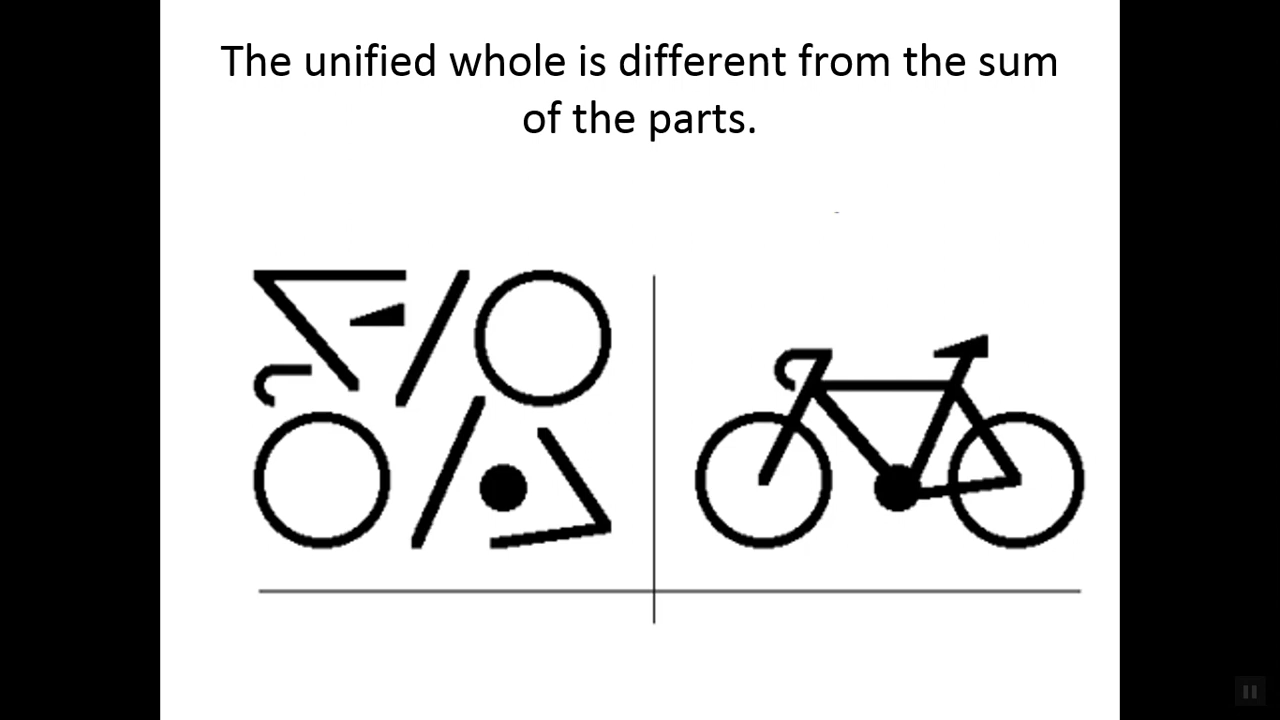 The unified whole is different from the sum
of the parts.